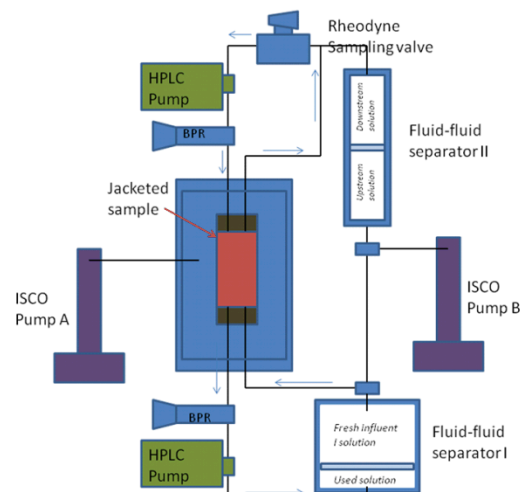 Rheodyne
Sampling valve
HPLC
Pump
BPR
Downstream
solution
Upstream
solution
Fluid-fluid
separator II
Jacketed
sample
ISCO
Pump A
ISCO
Pump B
BPR
Fresh Influent
I solution
Used solution
Fluid-fluid
separator I
HPLC
Pump